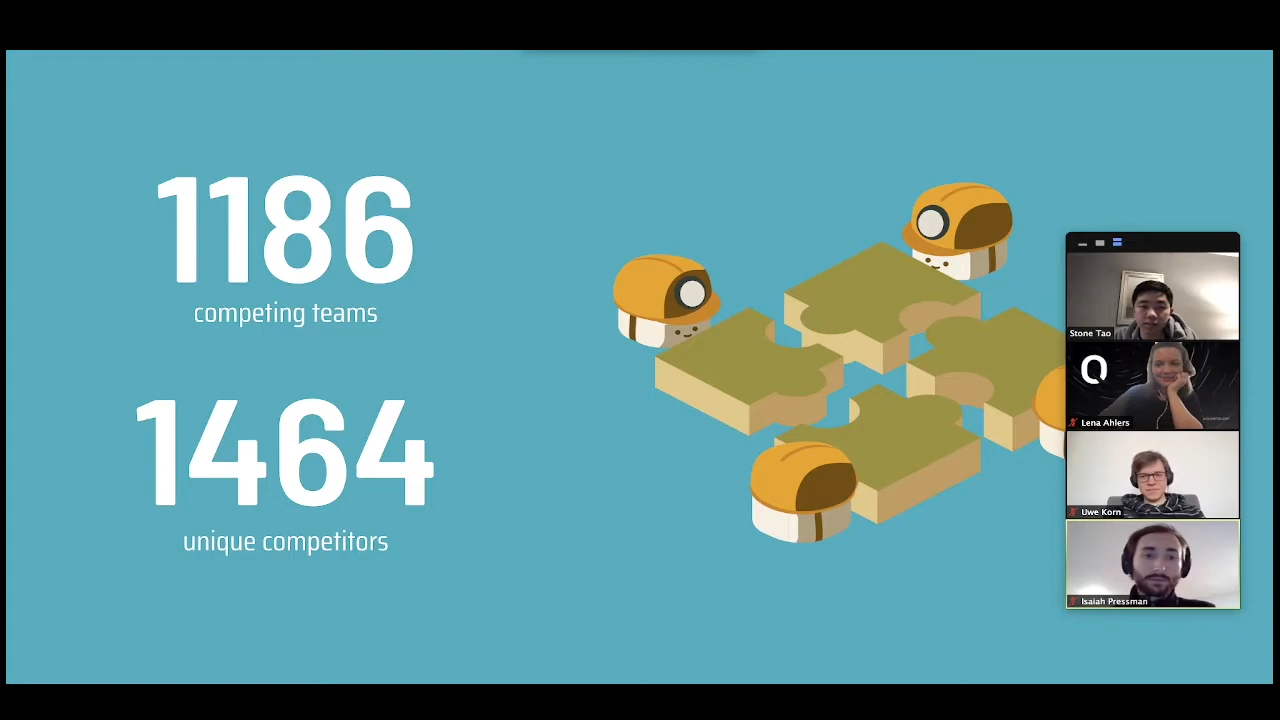 1186
competing teams
1464
unique competitors
Stone Tao
Lena Ahlers
Uwe Korn
Isaiah Pressman